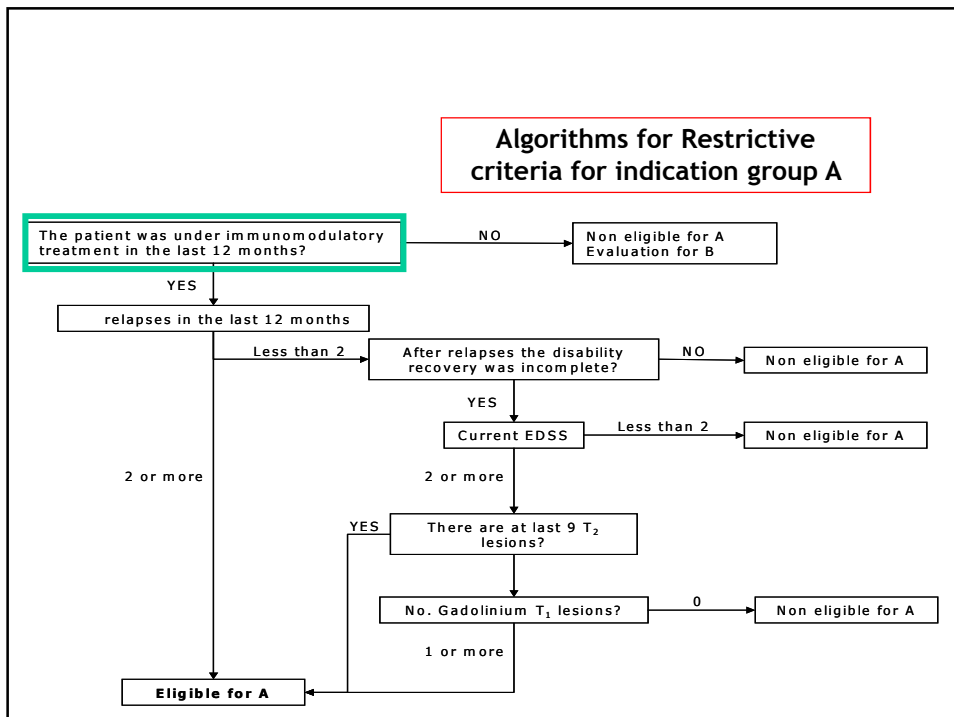 Algorithms for Restrictive
criteria for indication group A
The patient was under immunomodulatory
treatment in the last 12 months?
NO
Non eligible for A
Evaluation for B
YES
relapses in the last 12 months
Less than 2
After relapses the disability
recovery was incomplete?
NO
Non eligible for A
YES
Current EDSS
Less than 2
Non eligible for A
2 or more
2 or more
YES
There are at last 9 T₂
lesions?
No. Gadolinium T₁ lesions?
0
Non eligible for A
1 or more
Eligible for A